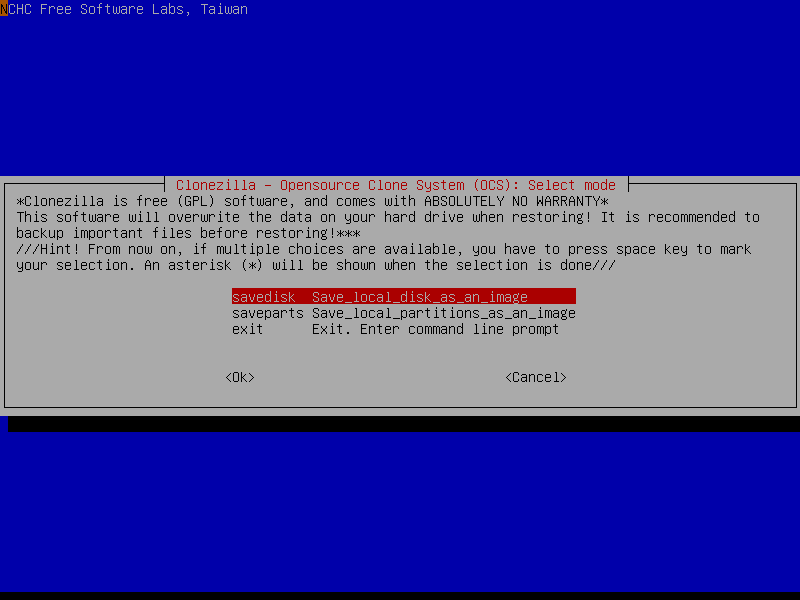 NCHC Free Software Labs, Taiwan
Clonezilla - Opensource Clone System (OCS): Select mode
*Clonezilla is free (GPL) software, and comes with ABSOLUTELY NO WARRANTY*
This software will overwrite the data on your hard drive when restoring! It is recommended to
backup important files before restoring!***
///Hint! From now on, if multiple choices are available, you have to press space key to mark
your selection. An asterisk (*) will be shown when the selection is done///
savedisk Save_local_disk_as_an_image
saveparts Save_local_partitions_as_an_image
exit Exit. Enter command line prompt
<Ok> <Cancel>